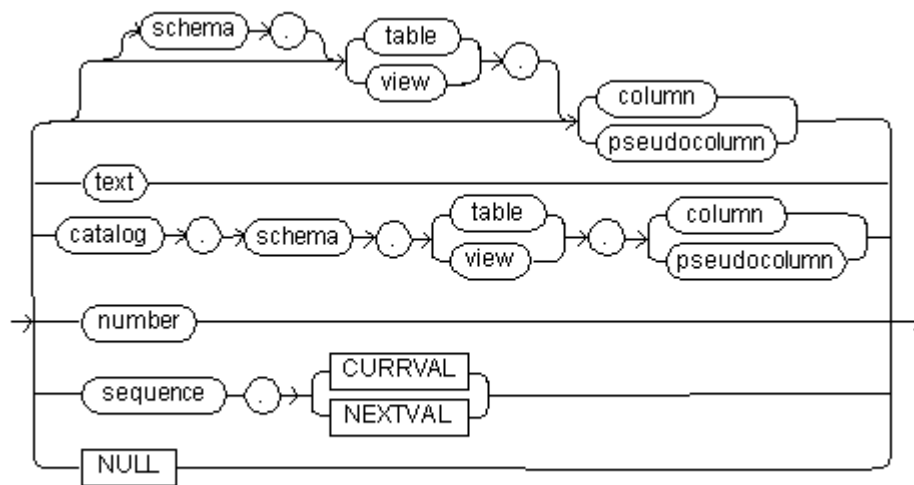 schema .
table
view .
column
pseudocolumn
text
catalog . schema .
table
view .
column
pseudocolumn
number
sequence .
CURRVAL
NEXTVAL
NULL